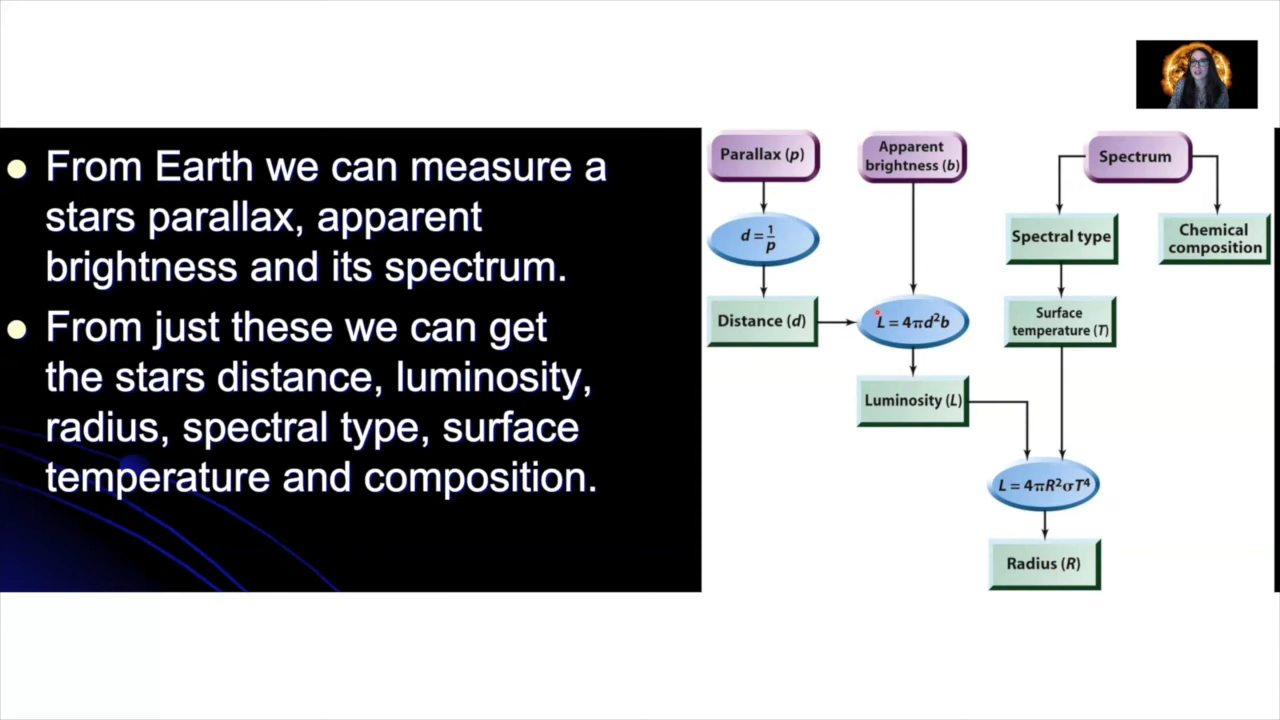 From Earth we can measure a
stars parallax, apparent
brightness and its spectrum.
From just these we can get
the stars distance, luminosity,
radius, spectral type, surface
temperature and composition.
Parallax (p)
Apparent
brightness (b)
Spectrum
d = 1/p
Spectral type
Chemical
composition
Distance (d)
L = 4πd²b
Surface
temperature (T)
Luminosity (L)
L = 4πR²σT⁴
Radius (R)